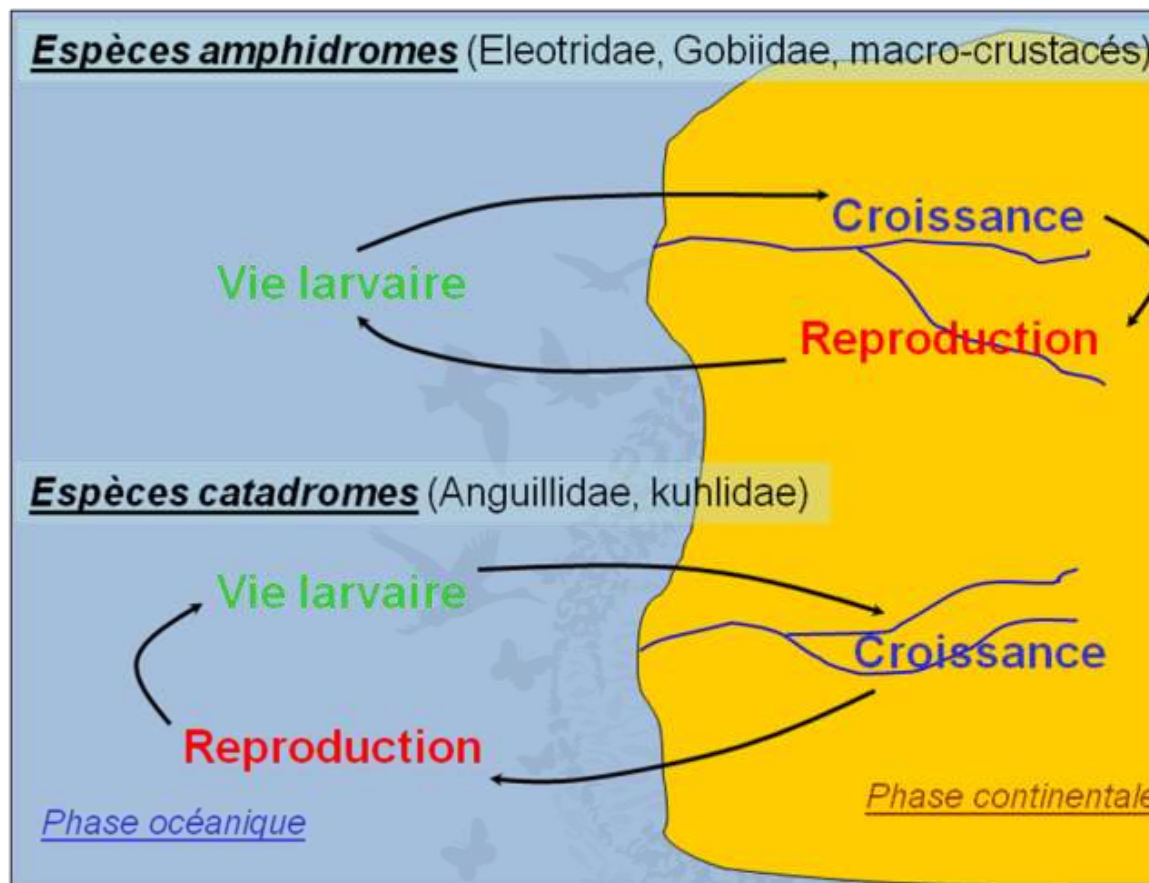 Espèces amphidromes (Eleotridae, Gobiidae, macro-crustacés)
Croissance
Vie larvaire
Reproduction
Espèces catadromes (Anguillidae, kuhlidae)
Vie larvaire
Croissance
Reproduction
Phase océanique
Phase continentale